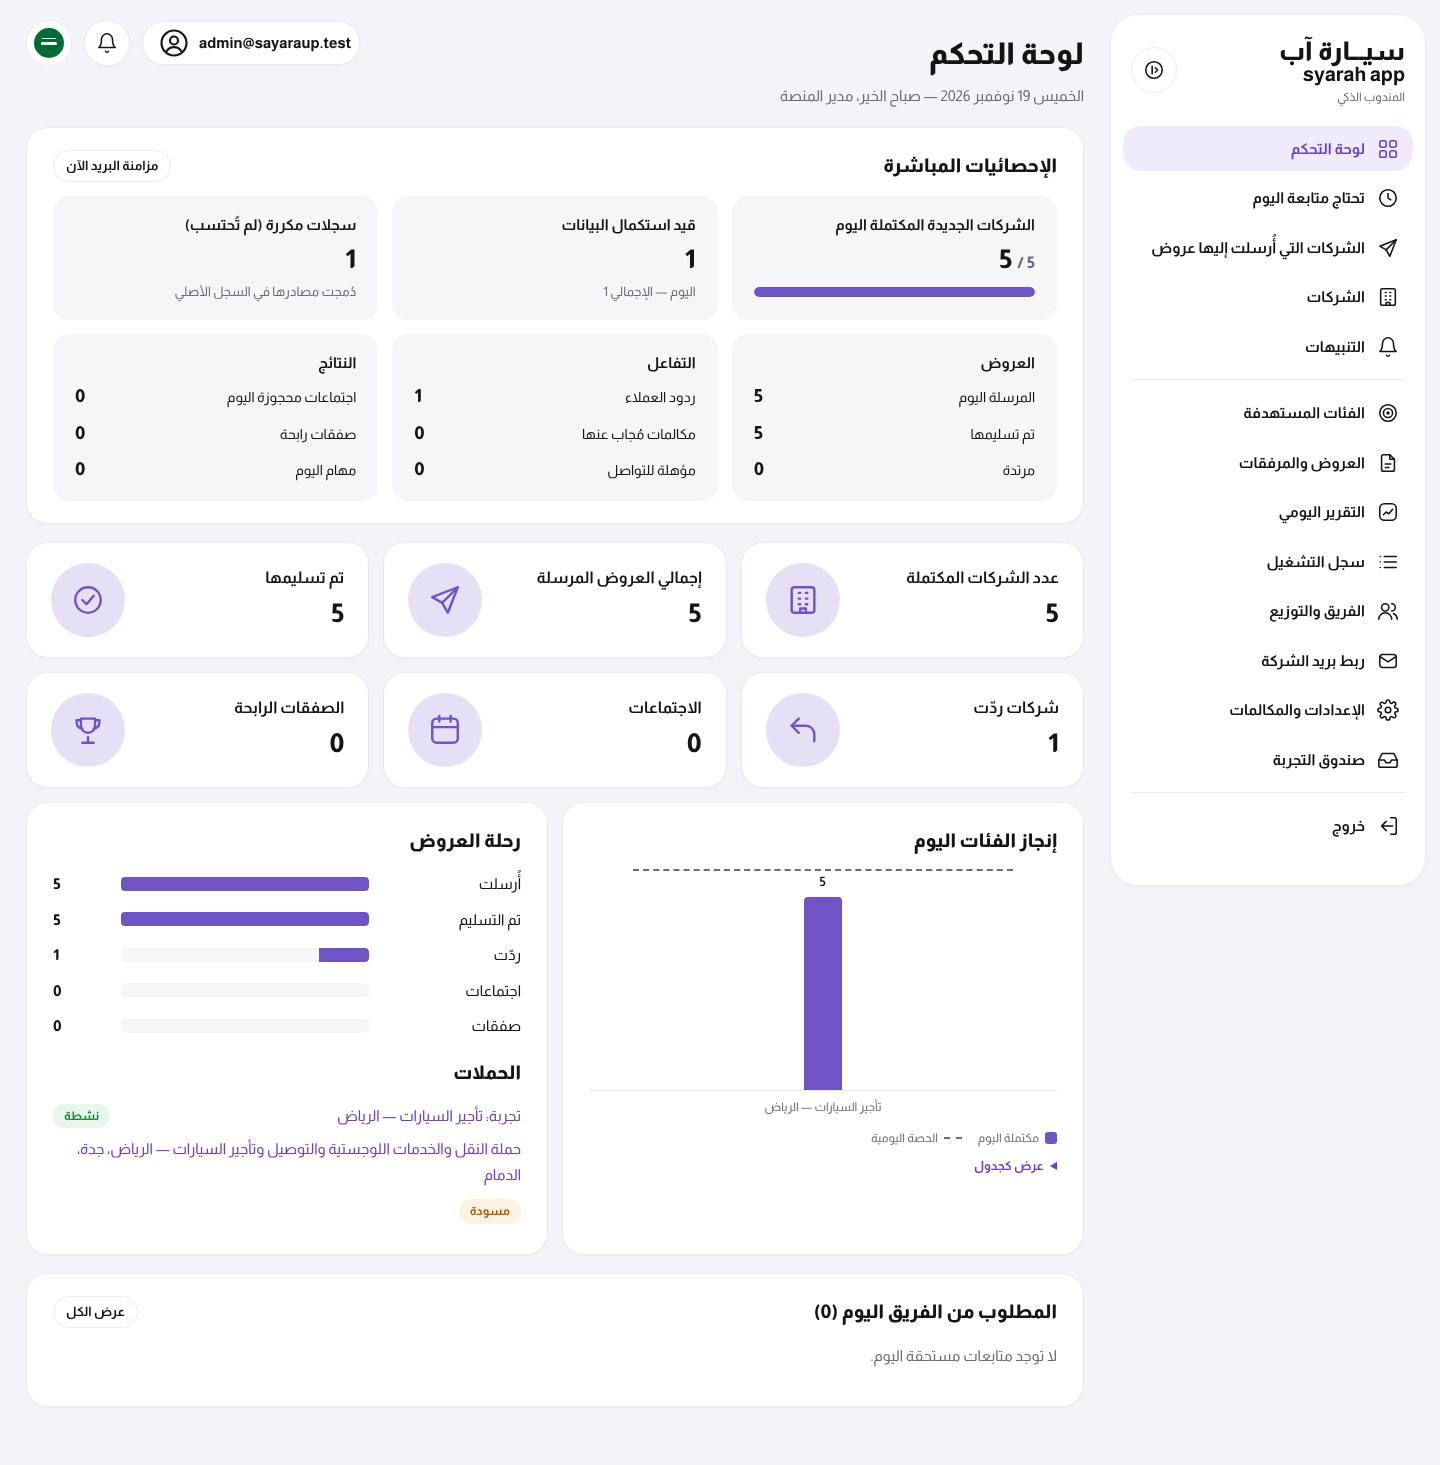 سيــارة آب
syarah app
المندوب الذكي
لوحة التحكم
تحتاج متابعة اليوم
الشركات التي أُرسلت إليها عروض
الشركات
التنبيهات
الفئات المستهدفة
العروض والمرفقات
التقرير اليومي
سجل التشغيل
الفريق والتوزيع
ربط بريد الشركة
الإعدادات والمكالمات
صندوق التجربة
خروج
لوحة التحكم
admin@sayaraup.test
الخميس 19 نوفمبر 2026 — صباح الخير، مدير المنصة
الإحصائيات المباشرة
مزامنة البريد الآن
الشركات الجديدة المكتملة اليوم
5 / 5
قيد استكمال البيانات
1
اليوم — الإجمالي 1
سجلات مكررة (لم تُحتسب)
1
دُمجت مصادرها في السجل الأصلي
العروض
المرسلة اليوم 5
تم تسليمها 5
مرتدة 0
التفاعل
ردود العملاء 1
مكالمات مُجاب عنها 0
مؤهلة للتواصل 0
النتائج
اجتماعات محجوزة اليوم 0
صفقات رابحة 0
مهام اليوم 0
عدد الشركات المكتملة
5
إجمالي العروض المرسلة
5
تم تسليمها
5
شركات ردّت
1
الاجتماعات
0
الصفقات الرابحة
0
إنجاز الفئات اليوم
5
تأجير السيارات — الرياض
مكتملة اليوم
الحصة اليومية
عرض كجدول
رحلة العروض
أُرسلت 5
تم التسليم 5
ردّت 1
اجتماعات 0
صفقات 0
الحملات
تجربة: تأجير السيارات — الرياض
نشطة
حملة النقل والخدمات اللوجستية والتوصيل وتأجير السيارات — الرياض، جدة،
الدمام
مسودة
المطلوب من الفريق اليوم (0)
عرض الكل
لا توجد متابعات مستحقة اليوم.